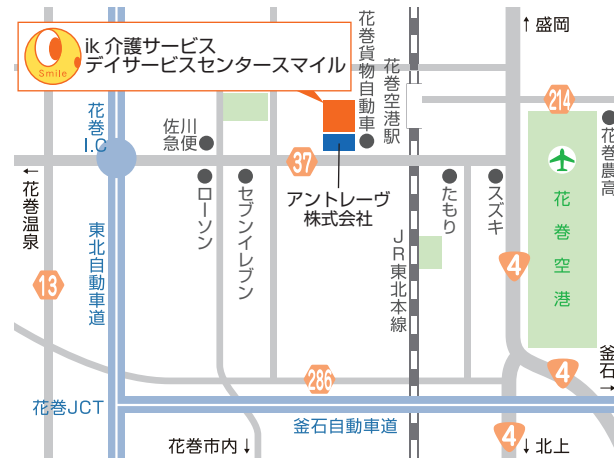 ik 介護サービス
デイサービスセンタースマイル
Smile
花巻貨物自動車
花巻空港駅
↑盛岡
214
花巻I.C
佐川
急便
37
花巻農高
アントレーヴ
株式会社
←花巻温泉
ローソン
セブンイレブン
たもり
スズキ
花巻空港
東北自動車道
JR東北本線
13
4
286
4
釜石→
花巻JCT
釜石自動車道
花巻市内↓
4
↓北上